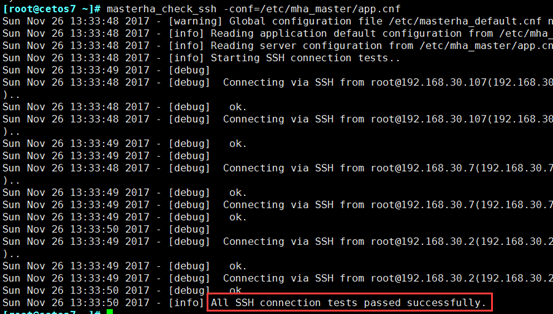 [root@cetos7 ~]# masterha_check_ssh -conf=/etc/mha_master/app.cnf
Sun Nov 26 13:33:48 2017 - [warning] Global configuration file /etc/masterha_default.cnf n
Sun Nov 26 13:33:48 2017 - [info] Reading application default configuration from /etc/mha_
Sun Nov 26 13:33:48 2017 - [info] Reading server configuration from /etc/mha_master/app.cn
Sun Nov 26 13:33:48 2017 - [info] Starting SSH connection tests..
Sun Nov 26 13:33:49 2017 - [debug]
Sun Nov 26 13:33:48 2017 - [debug] Connecting via SSH from root@192.168.30.107(192.168.30.
)..
Sun Nov 26 13:33:48 2017 - [debug] ok.
Sun Nov 26 13:33:48 2017 - [debug] Connecting via SSH from root@192.168.30.107(192.168.30.
)..
Sun Nov 26 13:33:49 2017 - [debug] ok.
Sun Nov 26 13:33:49 2017 - [debug]
Sun Nov 26 13:33:48 2017 - [debug] Connecting via SSH from root@192.168.30.7(192.168.30.7
)..
Sun Nov 26 13:33:49 2017 - [debug] ok.
Sun Nov 26 13:33:49 2017 - [debug] Connecting via SSH from root@192.168.30.7(192.168.30.7
Sun Nov 26 13:33:49 2017 - [debug] ok.
Sun Nov 26 13:33:50 2017 - [debug]
Sun Nov 26 13:33:49 2017 - [debug] Connecting via SSH from root@192.168.30.2(192.168.30.2
)..
Sun Nov 26 13:33:49 2017 - [debug] ok.
Sun Nov 26 13:33:49 2017 - [debug] Connecting via SSH from root@192.168.30.2(192.168.30.2
Sun Nov 26 13:33:50 2017 - [debug] ok
Sun Nov 26 13:33:50 2017 - [info] All SSH connection tests passed successfully.
[root@cetos7 ~]#